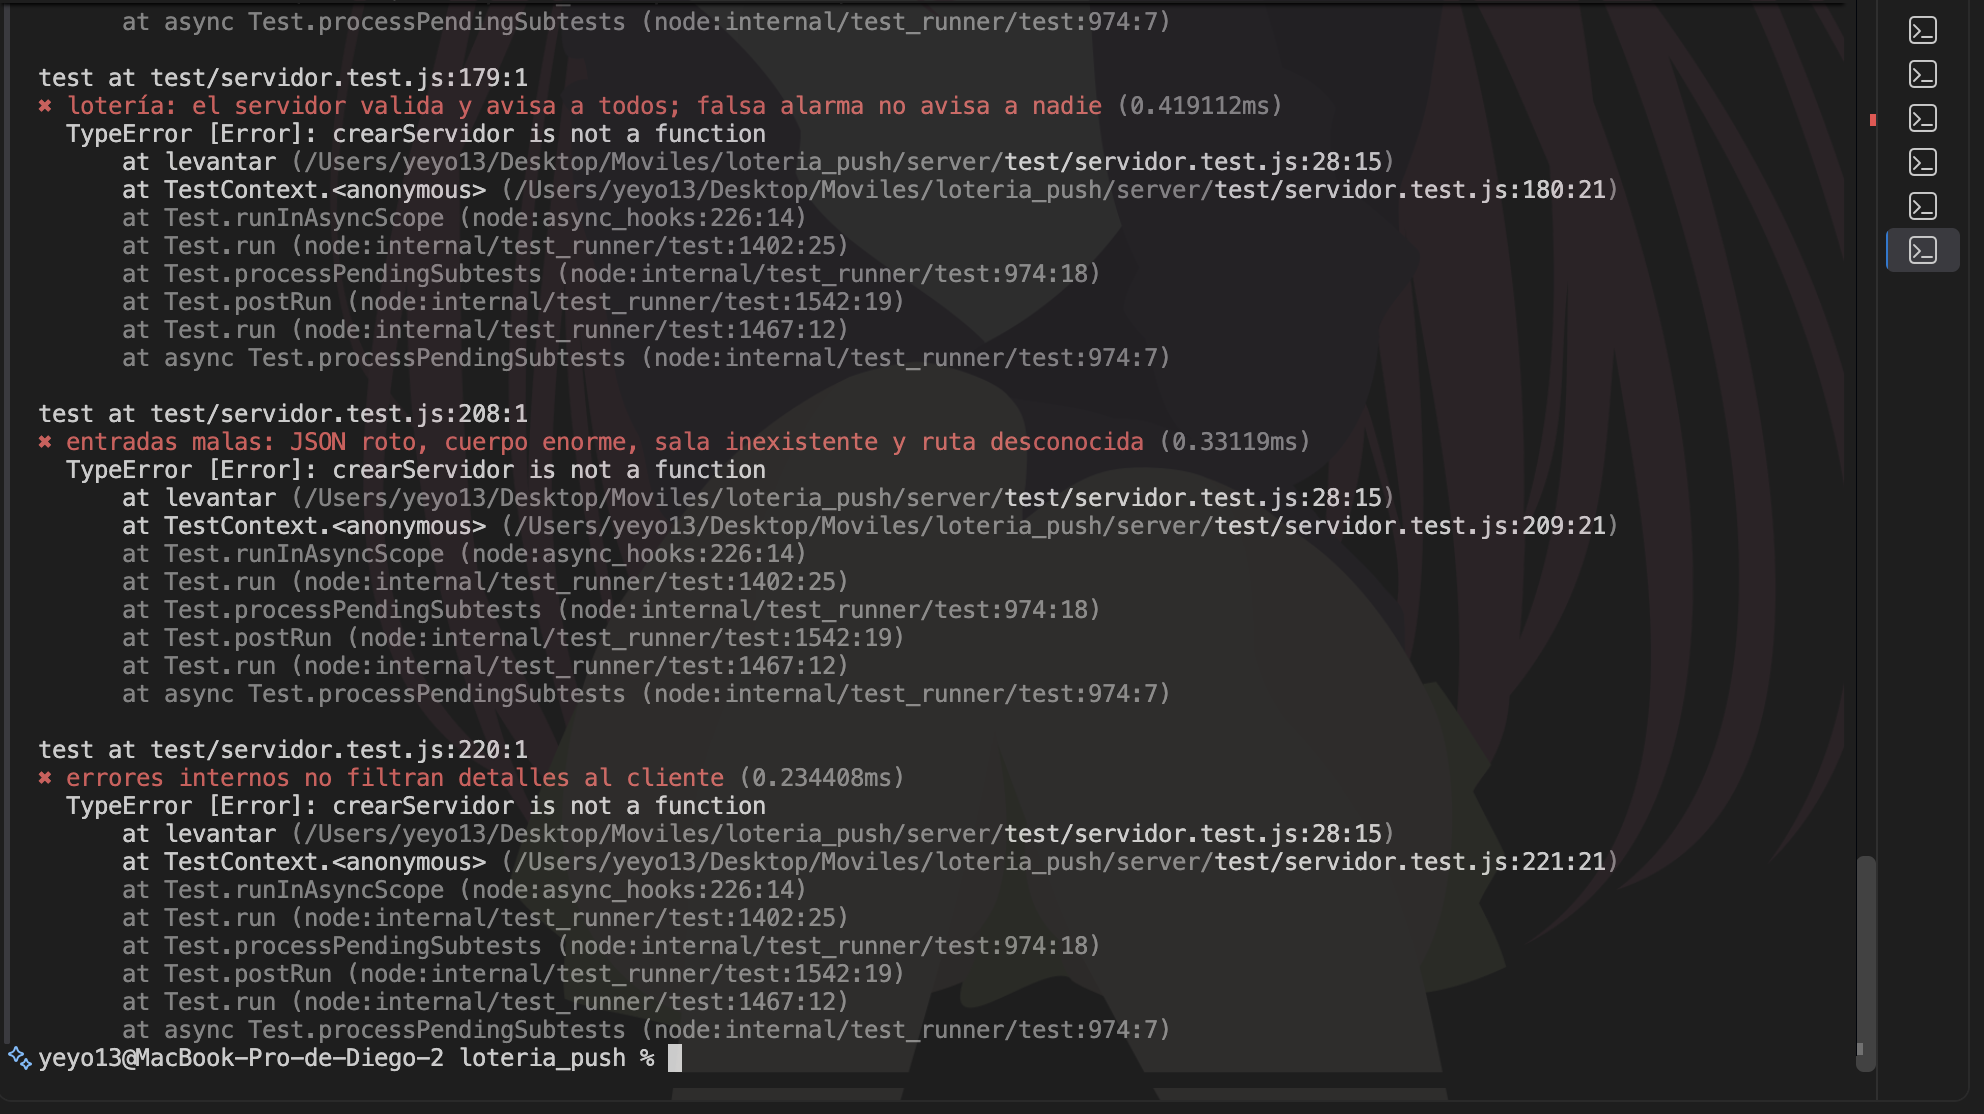 at async Test.processPendingSubtests (node:internal/test_runner/test:974:7)
test at test/servidor.test.js:179:1
✖ lotería: el servidor valida y avisa a todos; falsa alarma no avisa a nadie (0.419112ms)
TypeError [Error]: crearServidor is not a function
at levantar (/Users/yeyo13/Desktop/Moviles/loteria_push/server/test/servidor.test.js:28:15)
at TestContext.<anonymous> (/Users/yeyo13/Desktop/Moviles/loteria_push/server/test/servidor.test.js:180:21)
at Test.runInAsyncScope (node:async_hooks:226:14)
at Test.run (node:internal/test_runner/test:1402:25)
at Test.processPendingSubtests (node:internal/test_runner/test:974:18)
at Test.postRun (node:internal/test_runner/test:1542:19)
at Test.run (node:internal/test_runner/test:1467:12)
at async Test.processPendingSubtests (node:internal/test_runner/test:974:7)
test at test/servidor.test.js:208:1
✖ entradas malas: JSON roto, cuerpo enorme, sala inexistente y ruta desconocida (0.33119ms)
TypeError [Error]: crearServidor is not a function
at levantar (/Users/yeyo13/Desktop/Moviles/loteria_push/server/test/servidor.test.js:28:15)
at TestContext.<anonymous> (/Users/yeyo13/Desktop/Moviles/loteria_push/server/test/servidor.test.js:209:21)
at Test.runInAsyncScope (node:async_hooks:226:14)
at Test.run (node:internal/test_runner/test:1402:25)
at Test.processPendingSubtests (node:internal/test_runner/test:974:18)
at Test.postRun (node:internal/test_runner/test:1542:19)
at Test.run (node:internal/test_runner/test:1467:12)
at async Test.processPendingSubtests (node:internal/test_runner/test:974:7)
test at test/servidor.test.js:220:1
✖ errores internos no filtran detalles al cliente (0.234408ms)
TypeError [Error]: crearServidor is not a function
at levantar (/Users/yeyo13/Desktop/Moviles/loteria_push/server/test/servidor.test.js:28:15)
at TestContext.<anonymous> (/Users/yeyo13/Desktop/Moviles/loteria_push/server/test/servidor.test.js:221:21)
at Test.runInAsyncScope (node:async_hooks:226:14)
at Test.run (node:internal/test_runner/test:1402:25)
at Test.processPendingSubtests (node:internal/test_runner/test:974:18)
at Test.postRun (node:internal/test_runner/test:1542:19)
at Test.run (node:internal/test_runner/test:1467:12)
at async Test.processPendingSubtests (node:internal/test_runner/test:974:7)
yeyo13@MacBook-Pro-de-Diego-2 loteria_push %